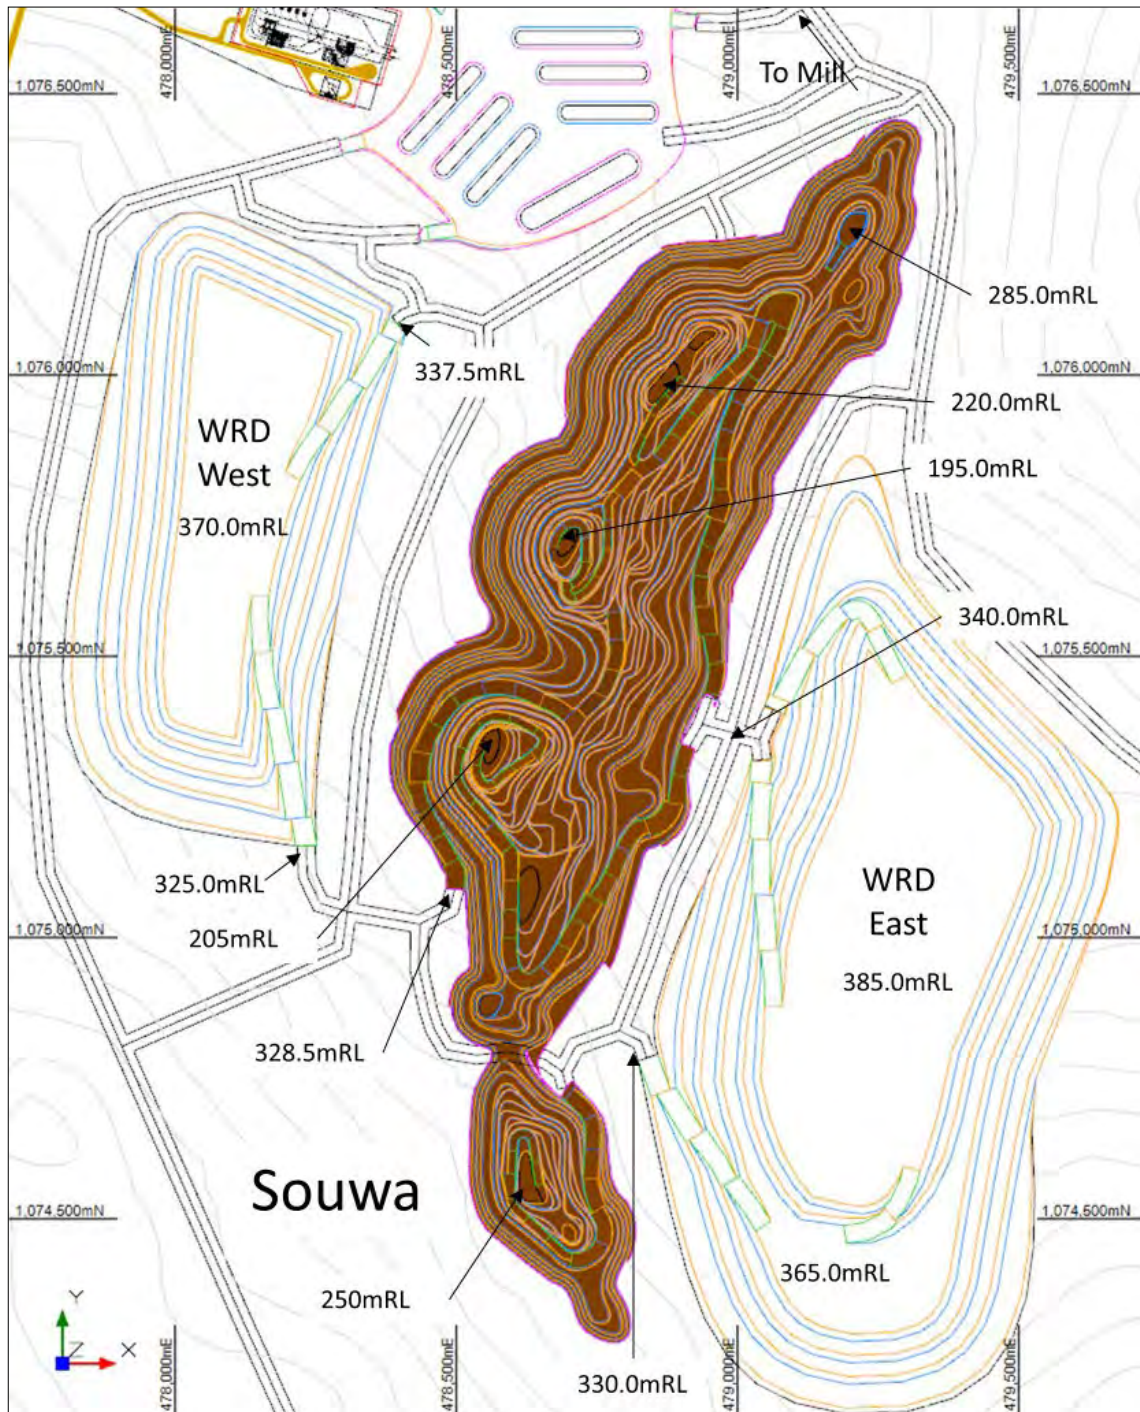 478,000mE
478,500mE
479,000mE
479,500mE
To Mill
1,076,500mN
1,076,500mN
285.0mRL
337.5mRL
1,076,000mN
1,076,000mN
220.0mRL
WRD
West
195.0mRL
370.0mRL
340.0mRL
1,075,500mN
1,075,500mN
325.0mRL
WRD
East
205mRL
1,075,000mN
1,075,000mN
385.0mRL
328.5mRL
Souwa
1,074,500mN
1,074,500mN
365.0mRL
250mRL
330.0mRL
Y
Z
X
478,000mE
478,500mE
479,000mE
479,500mE